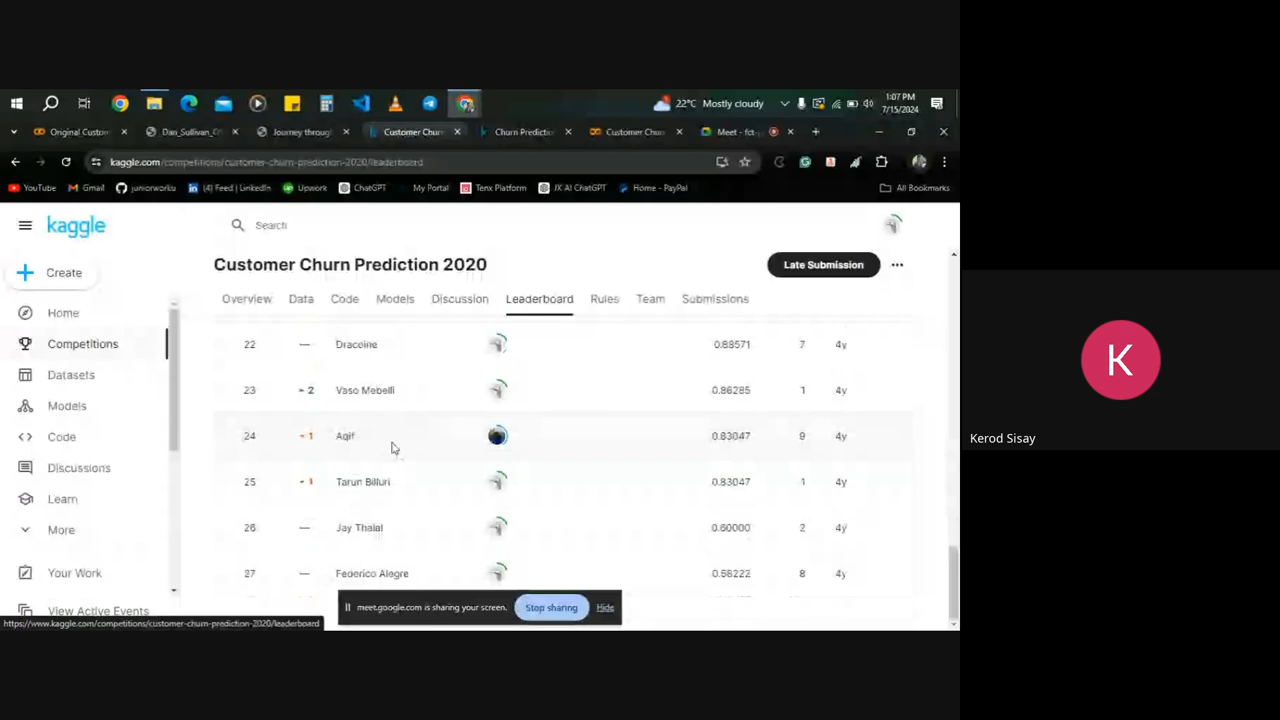 22°C Mostly cloudy
1:07 PM
7/15/2024
Original Custom
Dan_Sullivan_C
Journey throug
Customer Churn
Churn Predictio
Customer Chun
Meet - fct-
kaggle.com/competitions/customer-churn-prediction-2020/leaderboard
YouTube Gmail juniorworku (4) Feed | LinkedIn Upwork ChatGPT My Portal Tenx Platform JX AI ChatGPT Home - PayPal All Bookmarks
kaggle
Search
Create
Customer Churn Prediction 2020
Late Submission
Overview Data Code Models Discussion Leaderboard Rules Team Submissions
Home
Competitions
Datasets
Models
Code
Discussions
Learn
More
Your Work
View Active Events
22 — Dracoine 0.88571 7 4y
23 2 Vaso Mebelli 0.86285 1 4y
24 1 Aqif 0.83047 9 4y
25 1 Tarun Billuri 0.83047 1 4y
26 — Jay Thalal 0.60000 2 4y
27 — Federico Alegre 0.58222 8 4y
meet.google.com is sharing your screen. Stop sharing Hide
https://www.kaggle.com/competitions/customer-churn-prediction-2020/leaderboard
K
Kerod Sisay